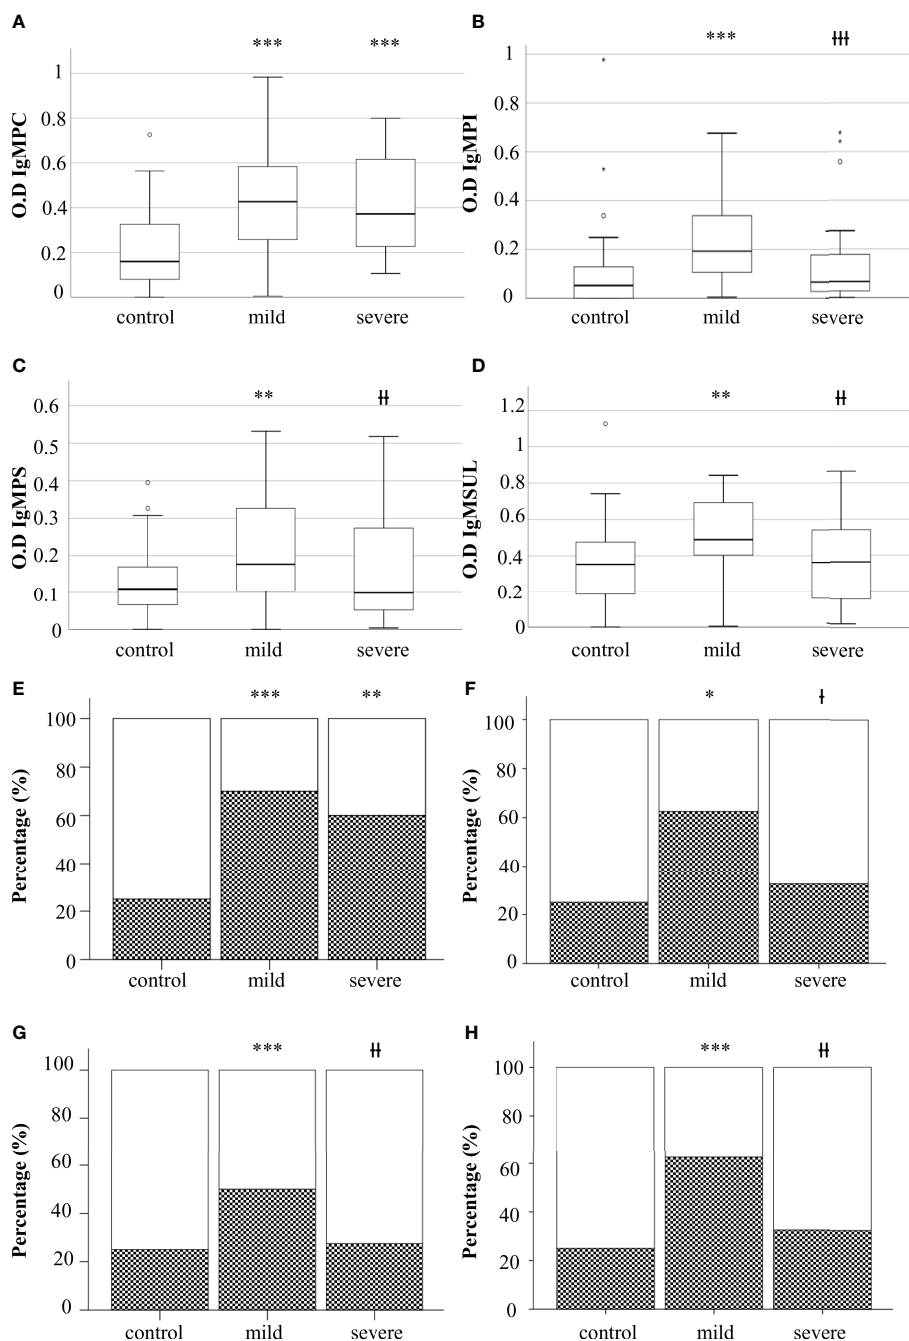 A
O.D IgMPC
***
***
1
0.8
0.6
0.4
0.2
0
control
mild
severe
B
O.D IgMPI
***
ƚƚƚ
1
0.8
0.6
0.4
0.2
0
control
mild
severe
C
O.D IgMPS
**
ƚƚ
0.6
0.5
0.4
0.3
0.2
0.1
0
control
mild
severe
D
O.D IgMSUL
**
ƚƚ
1.2
1
0.8
0.6
0.4
0.2
0
control
mild
severe
E
Percentage (%)
***
**
100
80
60
40
20
0
control
mild
severe
F
Percentage (%)
*
ƚ
100
80
60
40
20
0
control
mild
severe
G
Percentage (%)
***
ƚƚ
100
80
60
40
20
0
control
mild
severe
H
Percentage (%)
***
ƚƚ
100
80
60
40
20
0
control
mild
severe